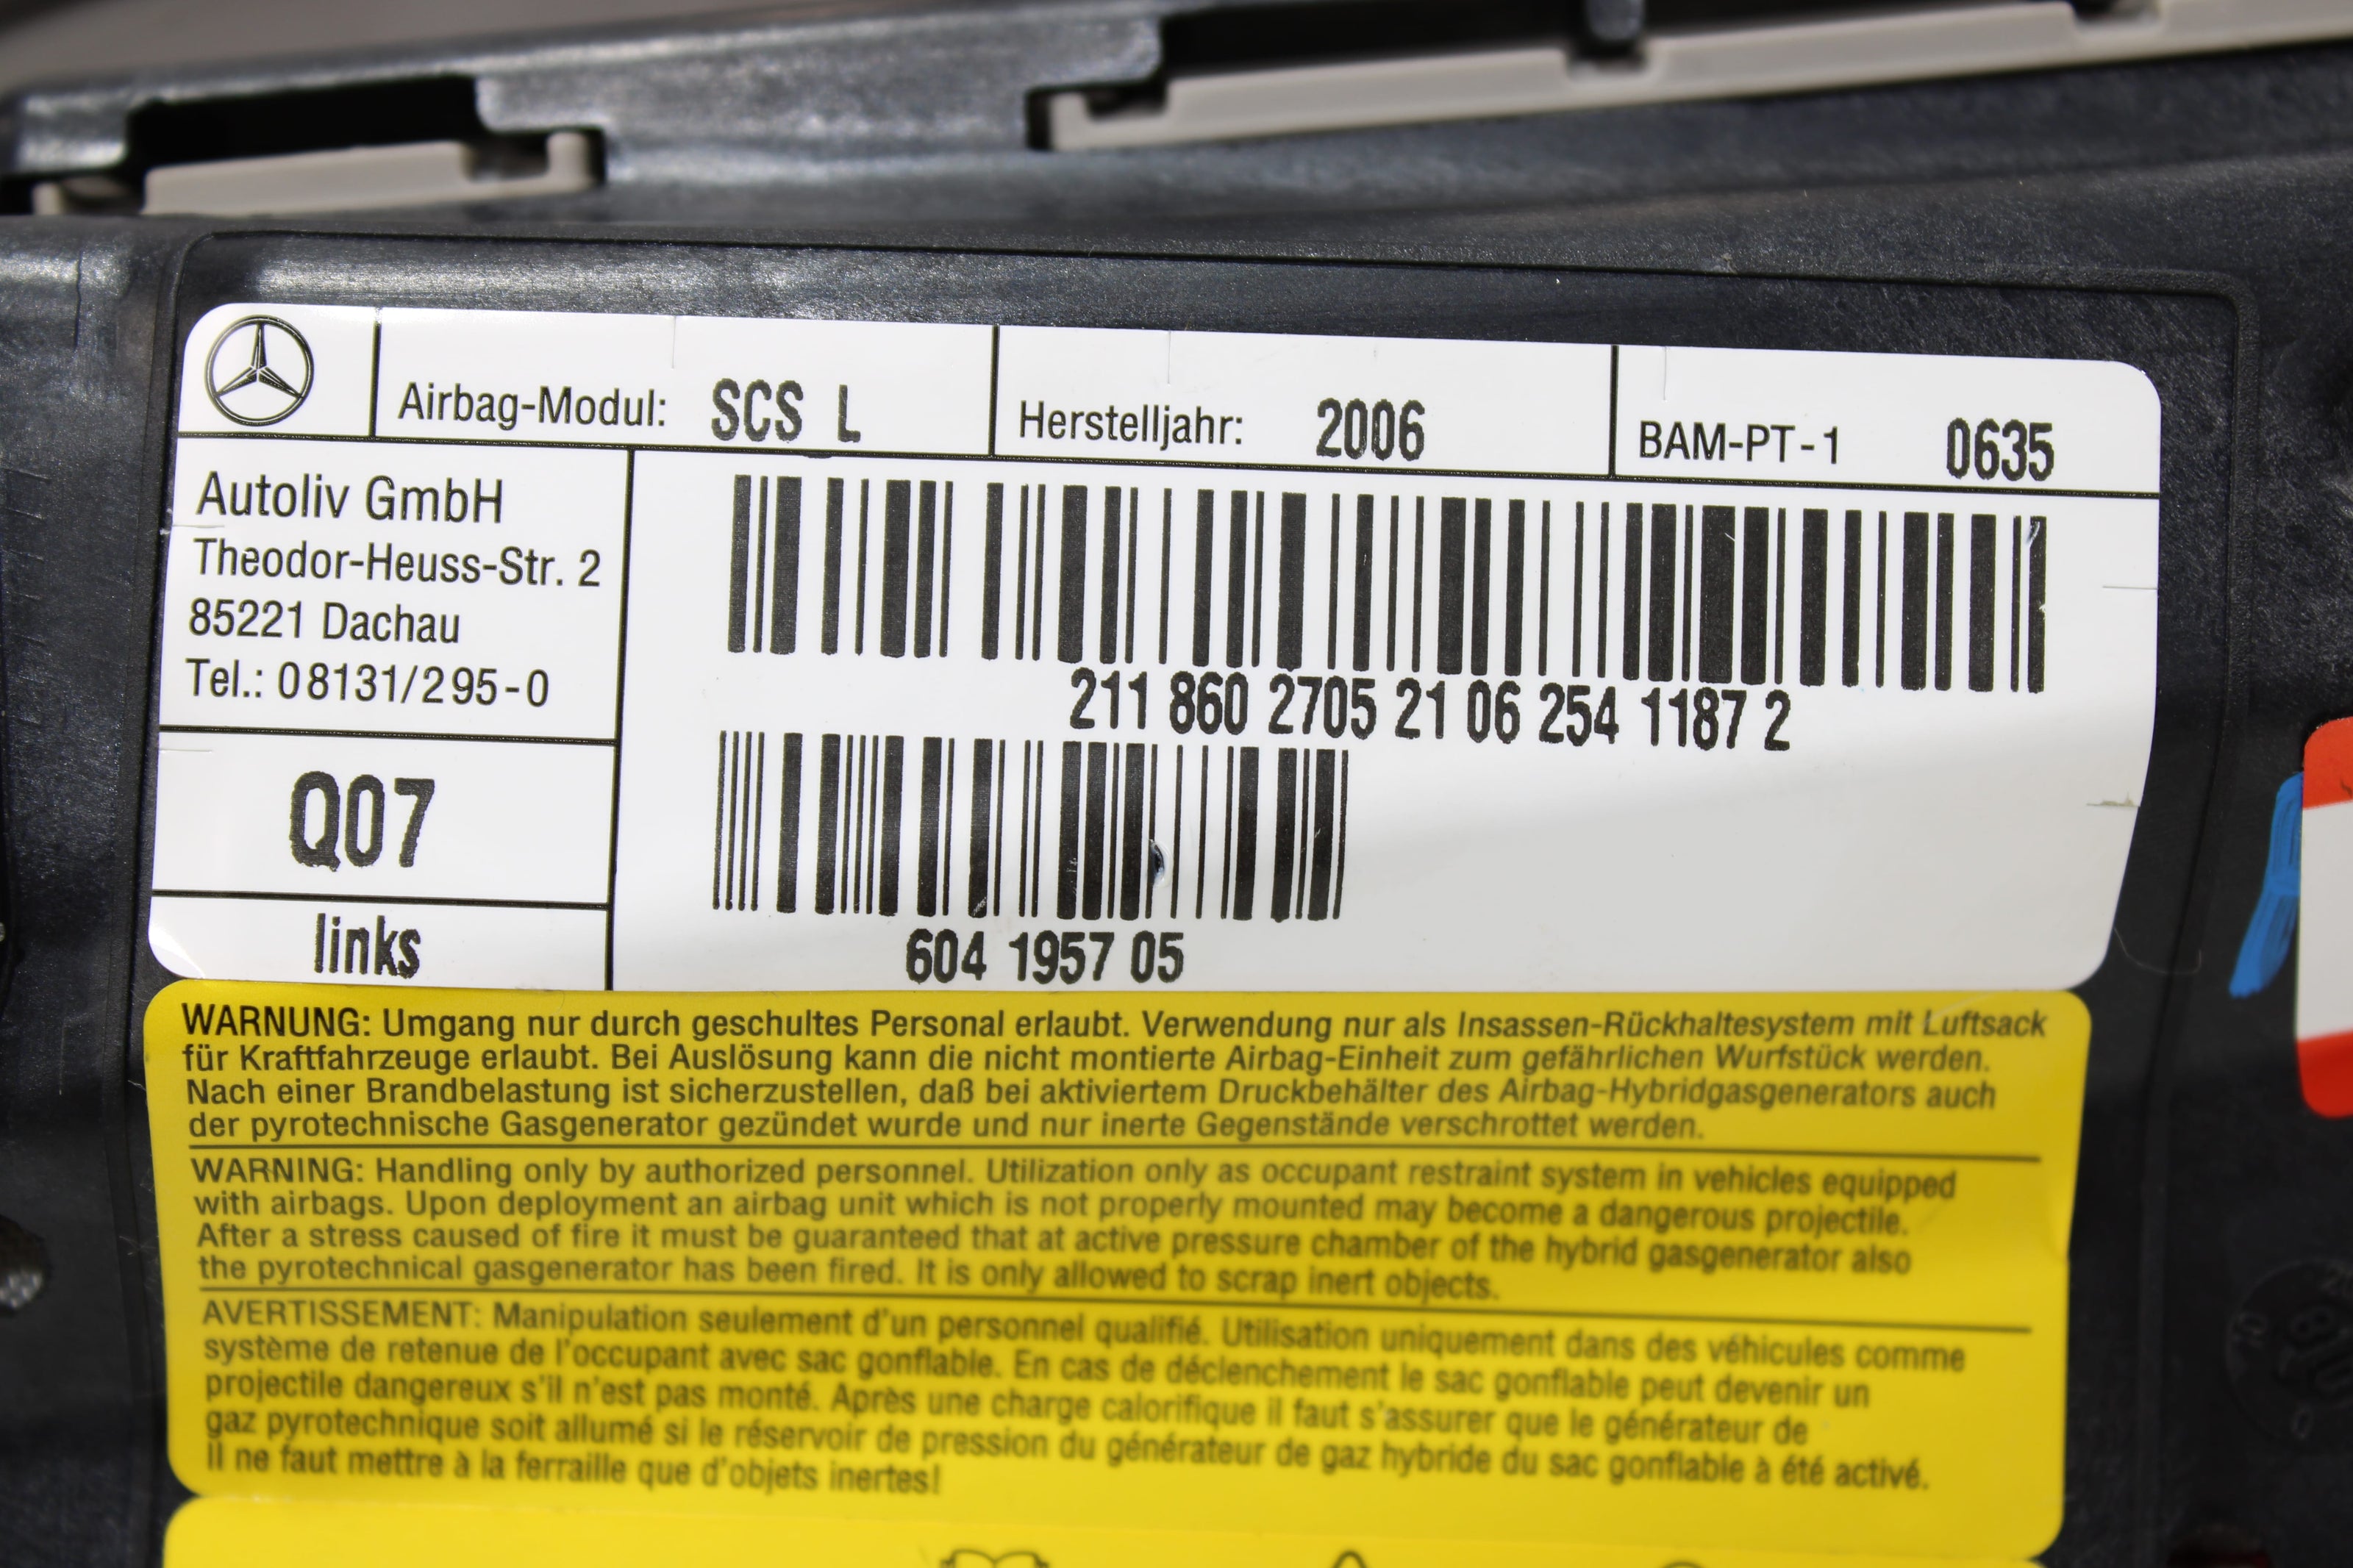 Airbag-Modul: SCS L
Herstelljahr: 2006
BAM-PT-1 0635
Autoliv GmbH
Theodor-Heuss-Str. 2
85221 Dachau
Tel.: 08131/295-0
211 860 2705 21 06 254 1187 2
Q07
links
604 1957 05
WARNUNG: Umgang nur durch geschultes Personal erlaubt. Verwendung nur als Insassen-Rückhaltesystem mit Luftsack
für Kraftfahrzeuge erlaubt. Bei Auslösung kann die nicht montierte Airbag-Einheit zum gefährlichen Wurfstück werden.
Nach einer Brandbelastung ist sicherzustellen, daß bei aktiviertem Druckbehälter des Airbag-Hybridgasgenerators auch
der pyrotechnische Gasgenerator gezündet wurde und nur inerte Gegenstände verschrottet werden.
WARNING: Handling only by authorized personnel. Utilization only as occupant restraint system in vehicles equipped
with airbags. Upon deployment an airbag unit which is not properly mounted may become a dangerous projectile.
After a stress caused of fire it must be guaranteed that at active pressure chamber of the hybrid gasgenerator also
the pyrotechnical gasgenerator has been fired. It is only allowed to scrap inert objects.
AVERTISSEMENT: Manipulation seulement d'un personnel qualifié. Utilisation uniquement dans des véhicules comme
système de retenue de l'occupant avec sac gonflable. En cas de déclenchement le sac gonflable peut devenir un
projectile dangereux s'il n'est pas monté. Après une charge calorifique il faut s'assurer que le générateur de
gaz pyrotechnique soit allumé si le réservoir de pression du générateur de gaz hybride du sac gonflable à été activé.
Il ne faut mettre à la ferraille que d'objets inertes!